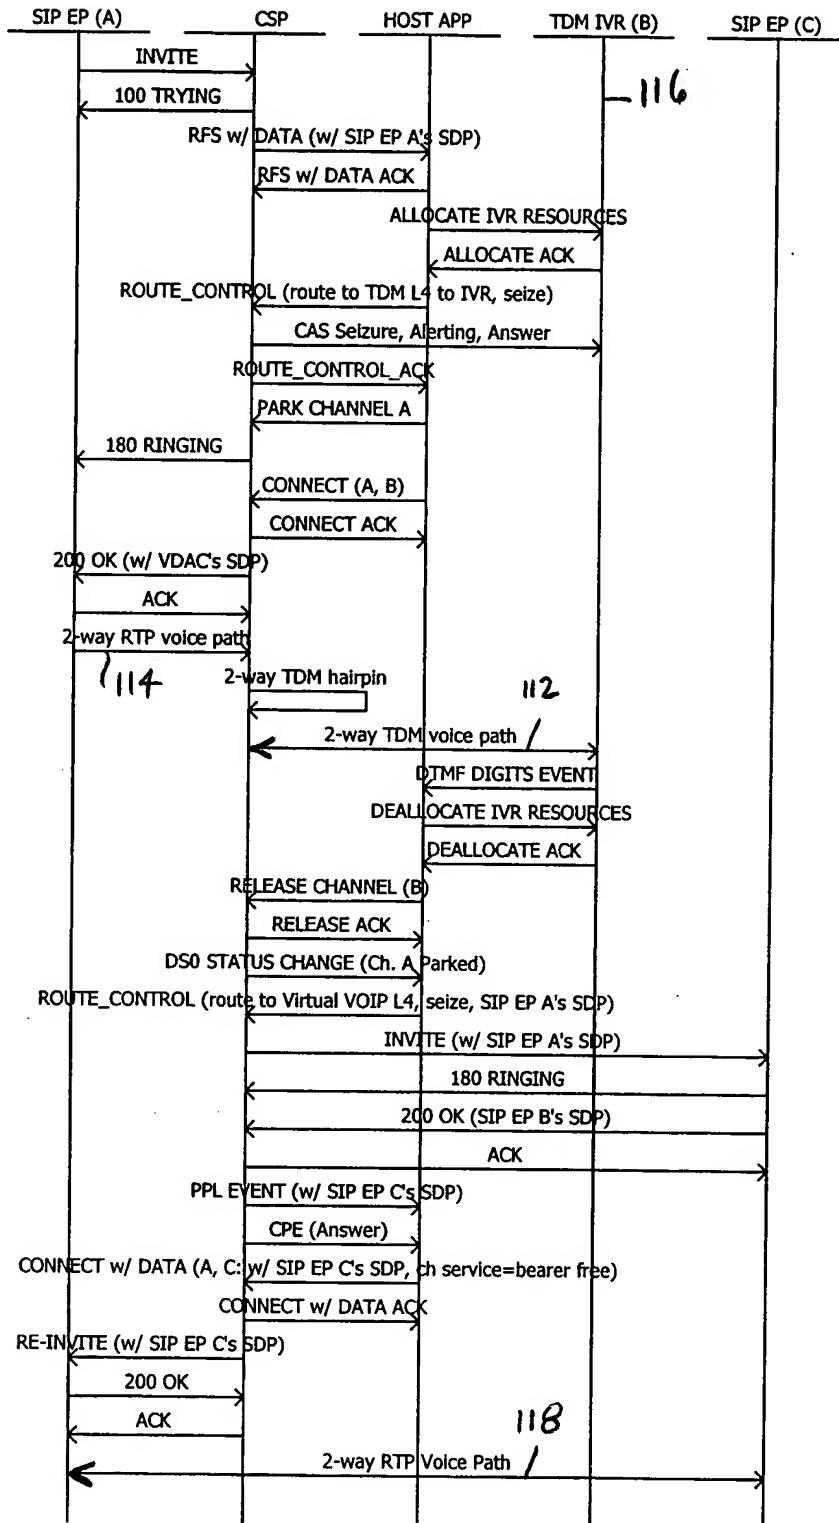 SIP EP (A) CSP HOST APP TDM IVR (B) SIP EP (C)
INVITE
116
100 TRYING
RFS w/ DATA (w/ SIP EP A's SDP)
RFS w/ DATA ACK
ALLOCATE IVR RESOURCES
ALLOCATE ACK
ROUTE_CONTROL (route to TDM L4 to IVR, seize)
CAS Seizure, Alerting, Answer
ROUTE_CONTROL_ACK
PARK CHANNEL A
180 RINGING
CONNECT (A, B)
CONNECT ACK
200 OK (w/ VDAC's SDP)
ACK
2-way RTP voice path
114
2-way TDM hairpin
112
2-way TDM voice path
DTMF DIGITS EVENT
DEALLOCATE IVR RESOURCES
DEALLOCATE ACK
RELEASE CHANNEL (B)
RELEASE ACK
DS0 STATUS CHANGE (Ch. A Parked)
ROUTE_CONTROL (route to Virtual VOIP L4, seize, SIP EP A's SDP)
INVITE (w/ SIP EP A's SDP)
180 RINGING
200 OK (SIP EP B's SDP)
ACK
PPL EVENT (w/ SIP EP C's SDP)
CPE (Answer)
CONNECT w/ DATA (A, C: w/ SIP EP C's SDP, ch service=bearer free)
CONNECT w/ DATA ACK
RE-INVITE (w/ SIP EP C's SDP)
200 OK
ACK
118
2-way RTP Voice Path